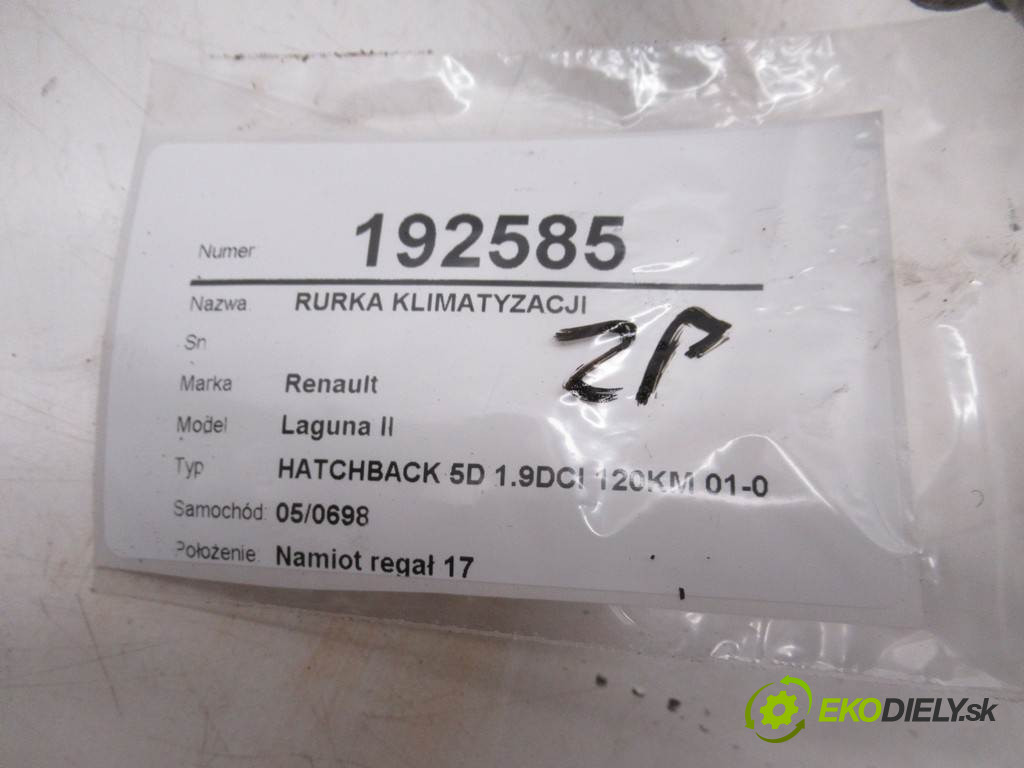 Numer 192585
Nazwa RURKA KLIMATYZACJI
Sn
ZP
Marka Renault
Model Laguna II
Typ HATCHBACK 5D 1.9DCI 120KM 01-0
Samochód: 05/0698
Położenie: Namiot regał 17
EKODIELY.sk